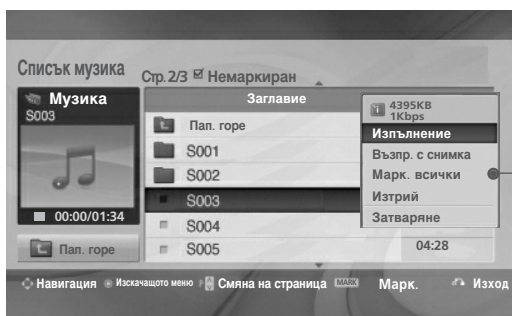 Списък музика
Стр.2/3 Немаркиран
Музика
S003
00:00/01:34
Пап. горе
Заглавие
Пап. горе
S001
S002
S003
S004
S005
04:28
4395KB
1Kbps
Изпълнение
Възпр. с снимка
Марк. всички
Изтрий
Затваряне
Навигация Изскачащото меню P Смяна на страница MARK Марк. Изход